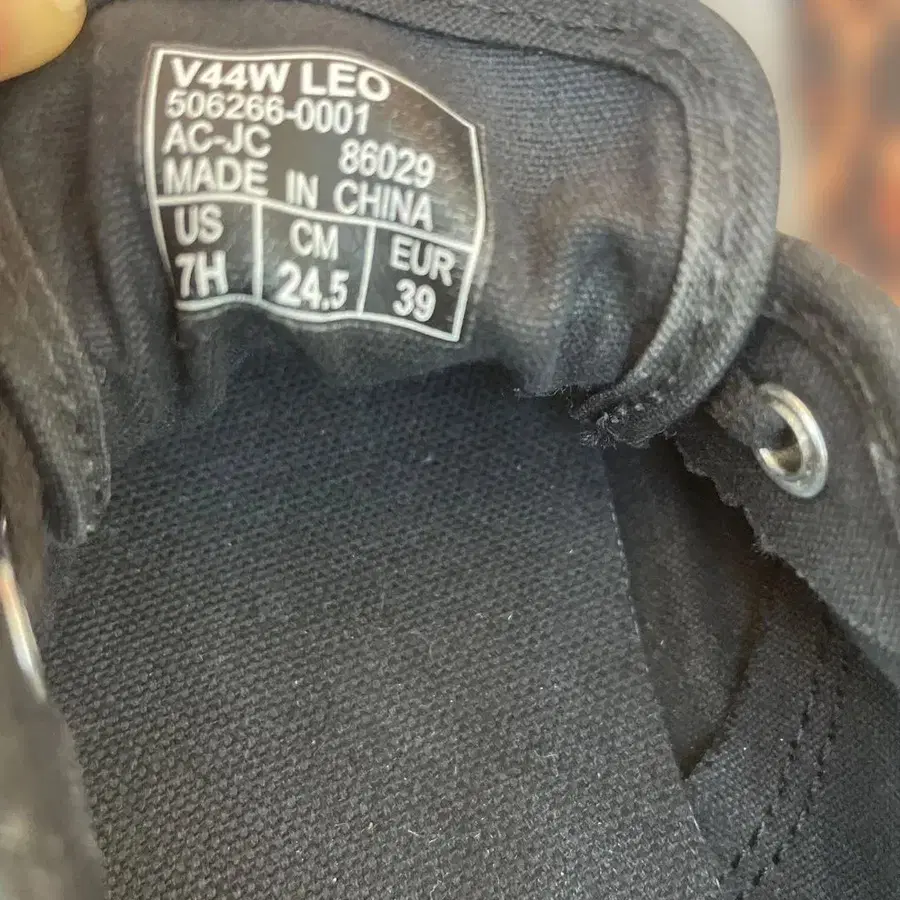 V44W LEO
506266-0001
AC-JC 86029
MADE IN CHINA
US CM EUR
7H 24.5 39